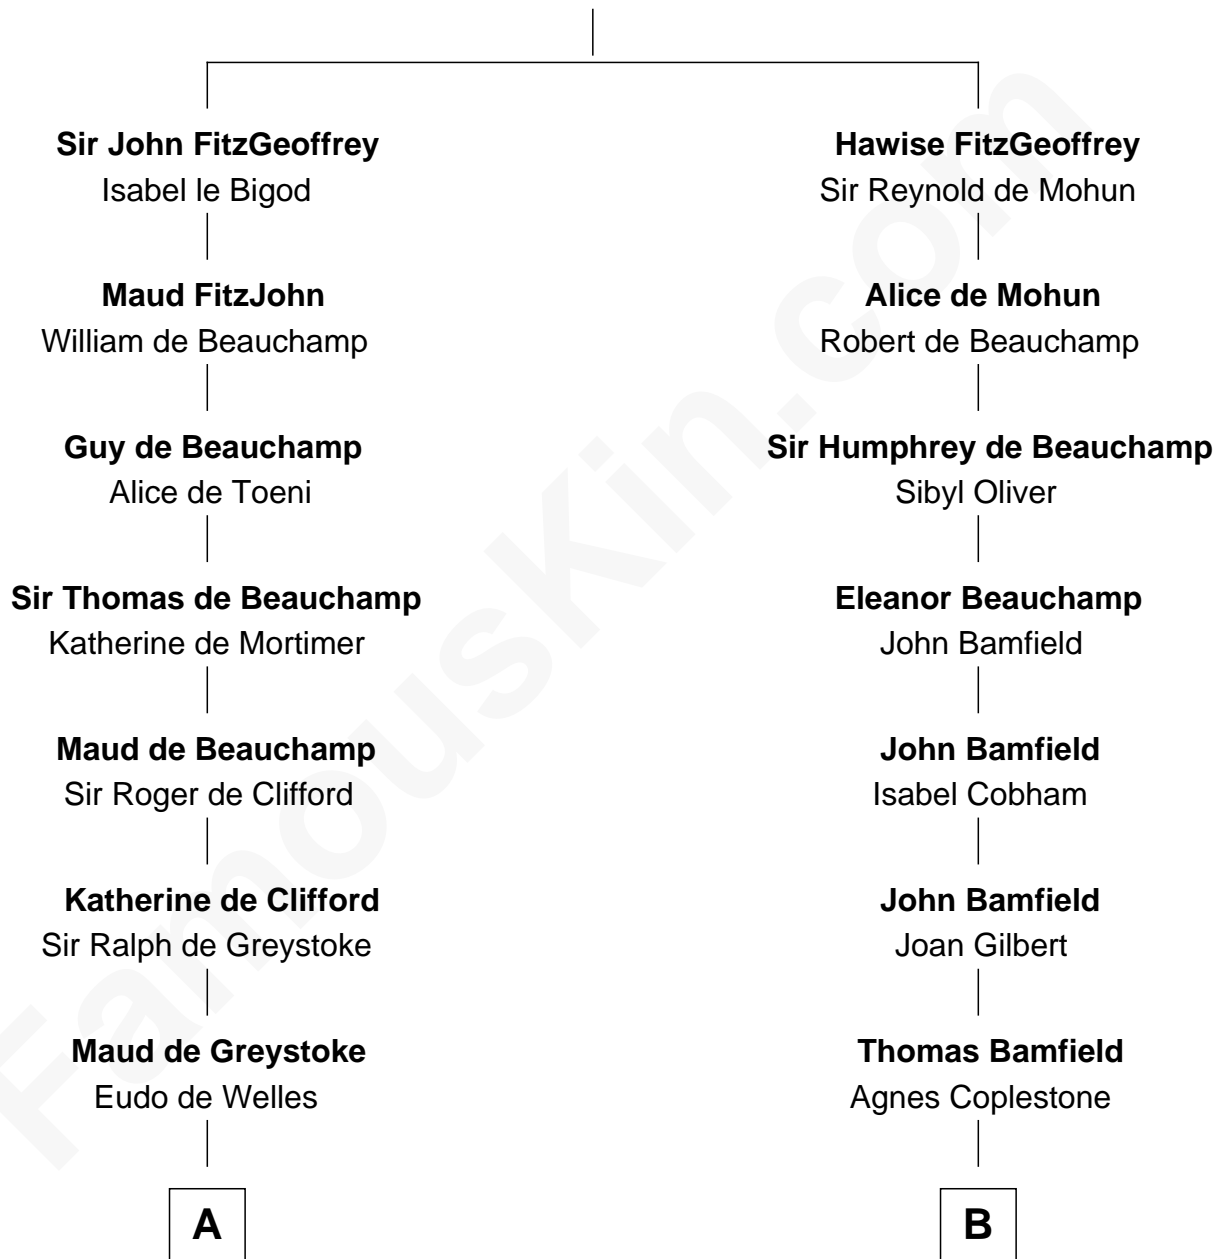 Sir John FitzGeoffrey
Isabel le Bigod
Maud FitzJohn
William de Beauchamp
Guy de Beauchamp
Alice de Toeni
Sir Thomas de Beauchamp
Katherine de Mortimer
Maud de Beauchamp
Sir Roger de Clifford
Katherine de Clifford
Sir Ralph de Greystoke
Maud de Greystoke
Eudo de Welles
A
Hawise FitzGeoffrey
Sir Reynold de Mohun
Alice de Mohun
Robert de Beauchamp
Sir Humphrey de Beauchamp
Sibyl Oliver
Eleanor Beauchamp
John Bamfield
John Bamfield
Isabel Cobham
John Bamfield
Joan Gilbert
Thomas Bamfield
Agnes Coplestone
B
FamousKin.com